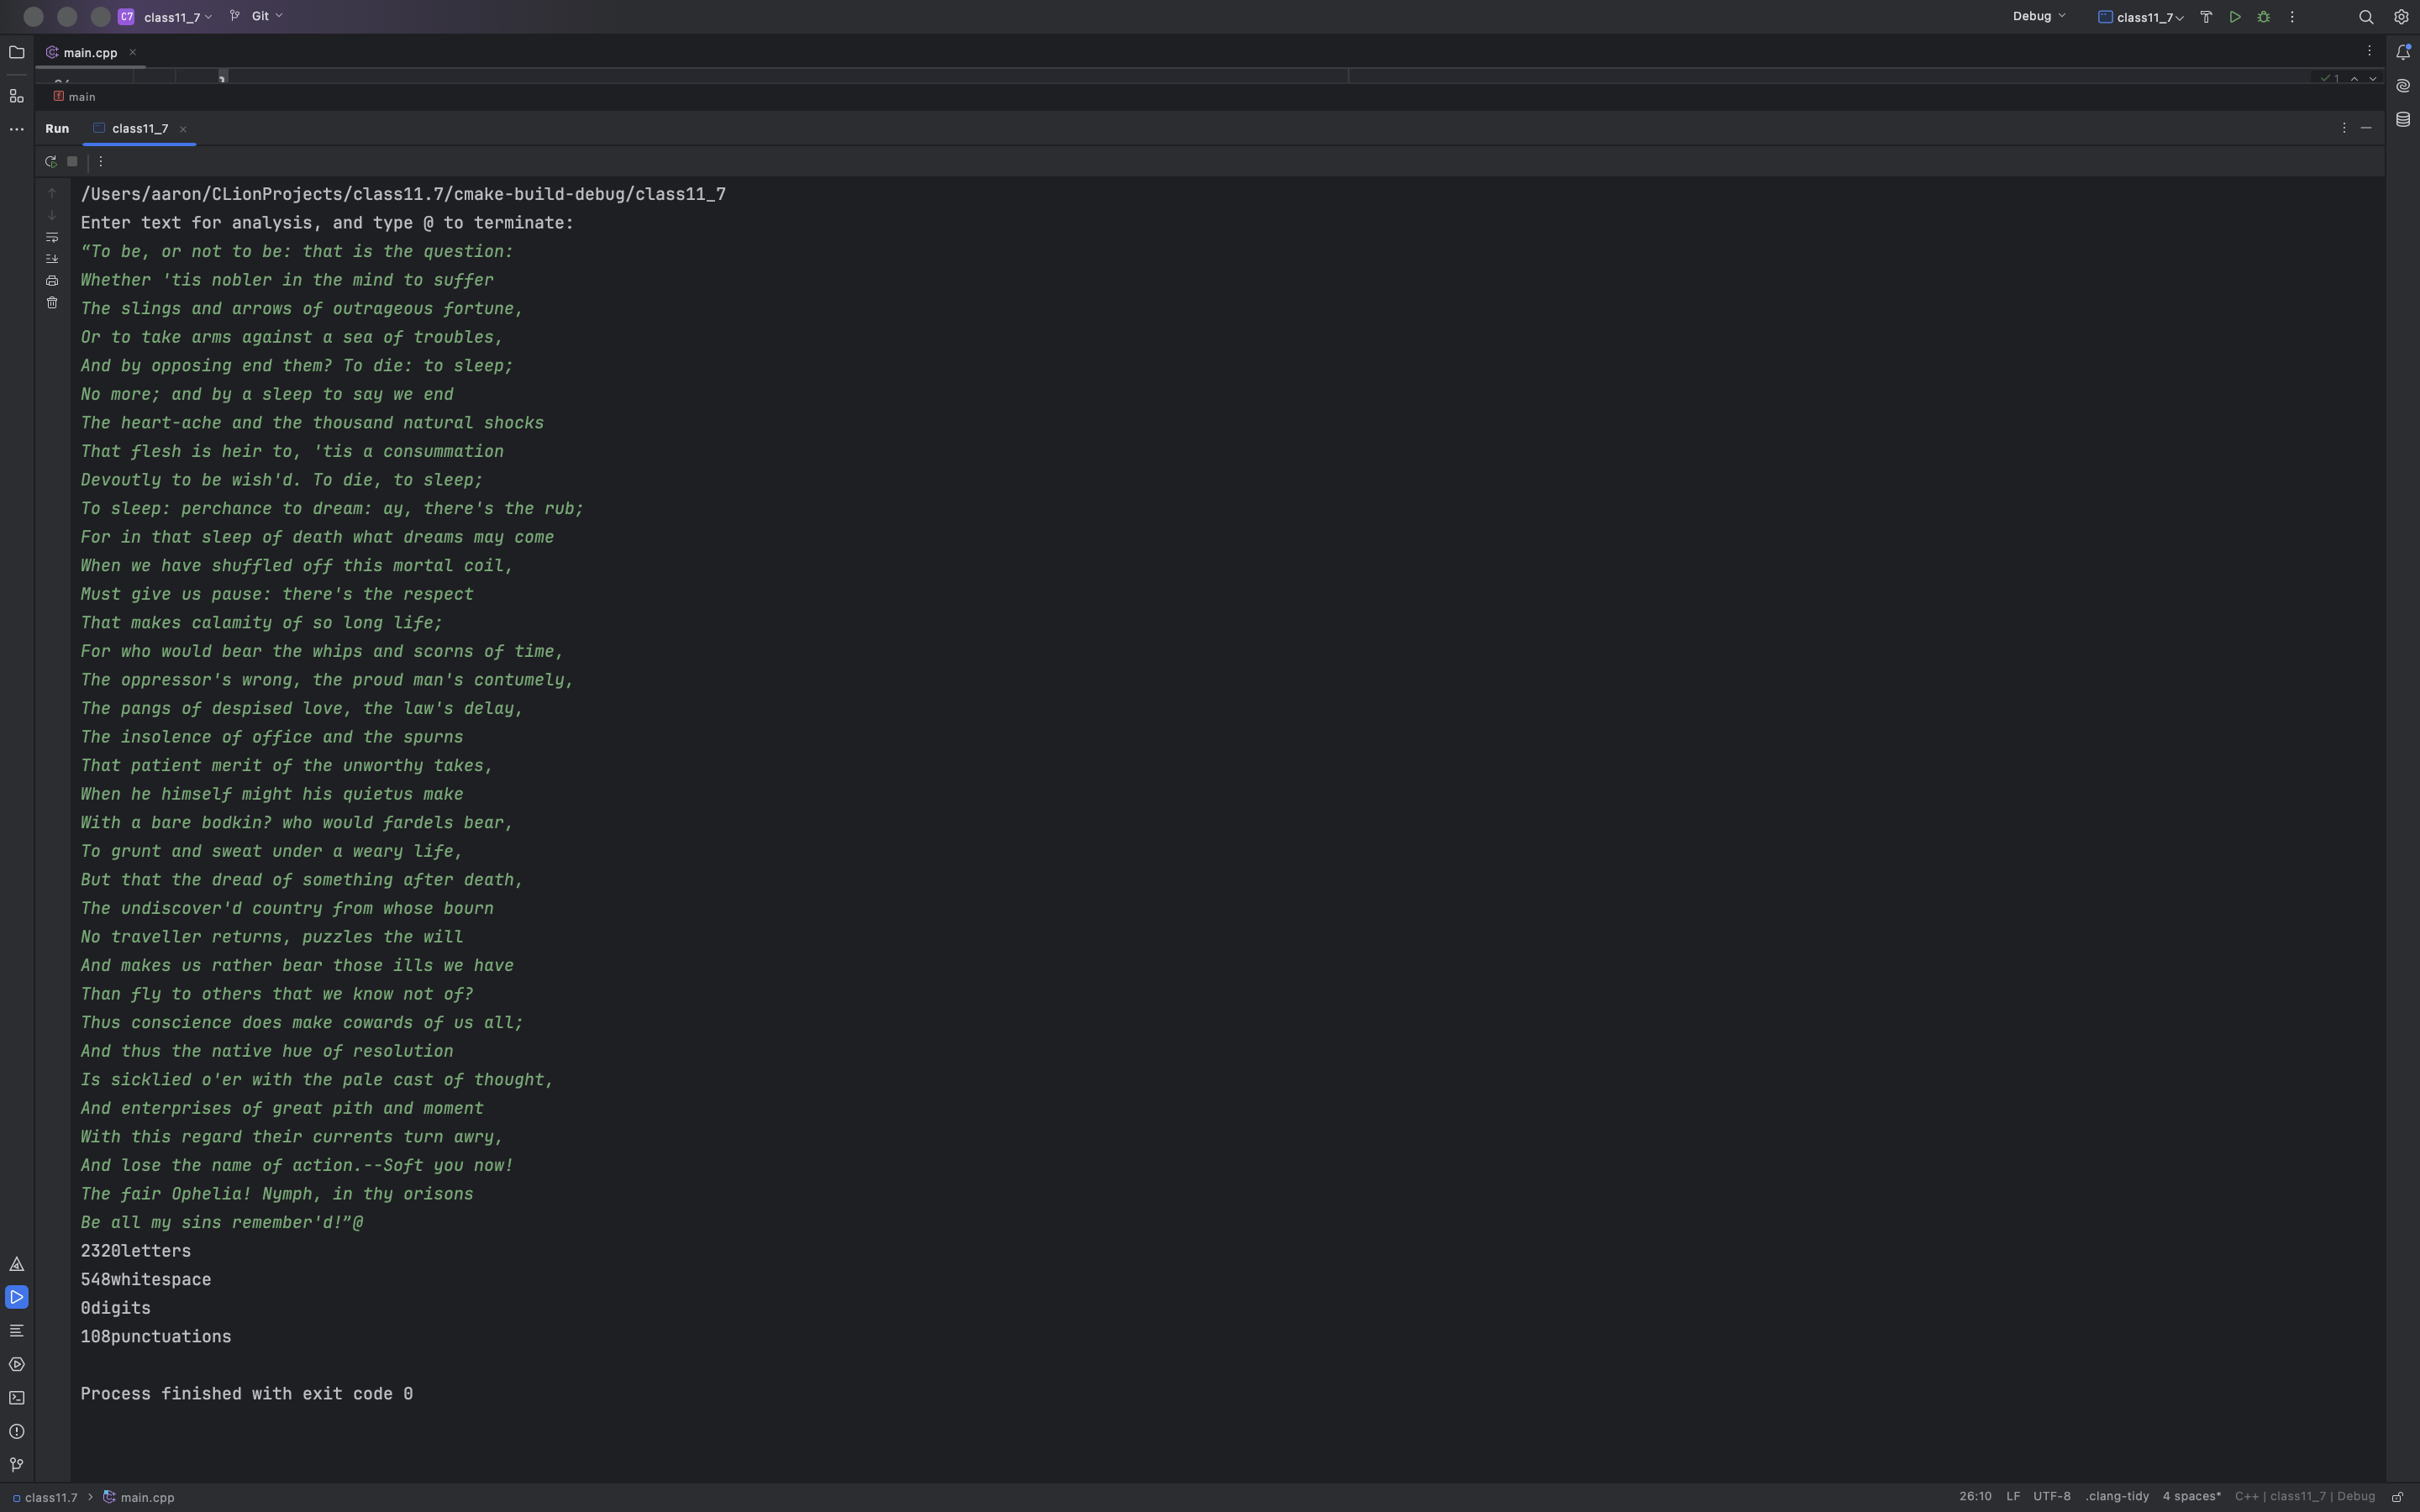 C7 class11_7 Git Debug class11_7
main.cpp
1
main
Run class11_7
/Users/aaron/CLionProjects/class11.7/cmake-build-debug/class11_7
Enter text for analysis, and type @ to terminate:
“To be, or not to be: that is the question:
Whether 'tis nobler in the mind to suffer
The slings and arrows of outrageous fortune,
Or to take arms against a sea of troubles,
And by opposing end them? To die: to sleep;
No more; and by a sleep to say we end
The heart-ache and the thousand natural shocks
That flesh is heir to, 'tis a consummation
Devoutly to be wish'd. To die, to sleep;
To sleep: perchance to dream: ay, there's the rub;
For in that sleep of death what dreams may come
When we have shuffled off this mortal coil,
Must give us pause: there's the respect
That makes calamity of so long life;
For who would bear the whips and scorns of time,
The oppressor's wrong, the proud man's contumely,
The pangs of despised love, the law's delay,
The insolence of office and the spurns
That patient merit of the unworthy takes,
When he himself might his quietus make
With a bare bodkin? who would fardels bear,
To grunt and sweat under a weary life,
But that the dread of something after death,
The undiscover'd country from whose bourn
No traveller returns, puzzles the will
And makes us rather bear those ills we have
Than fly to others that we know not of?
Thus conscience does make cowards of us all;
And thus the native hue of resolution
Is sicklied o'er with the pale cast of thought,
And enterprises of great pith and moment
With this regard their currents turn awry,
And lose the name of action.--Soft you now!
The fair Ophelia! Nymph, in thy orisons
Be all my sins remember'd!”@
2320letters
548whitespace
0digits
108punctuations
Process finished with exit code 0
class11.7 > main.cpp 26:10 LF UTF-8 .clang-tidy 4 spaces* C++ | class11_7 | Debug